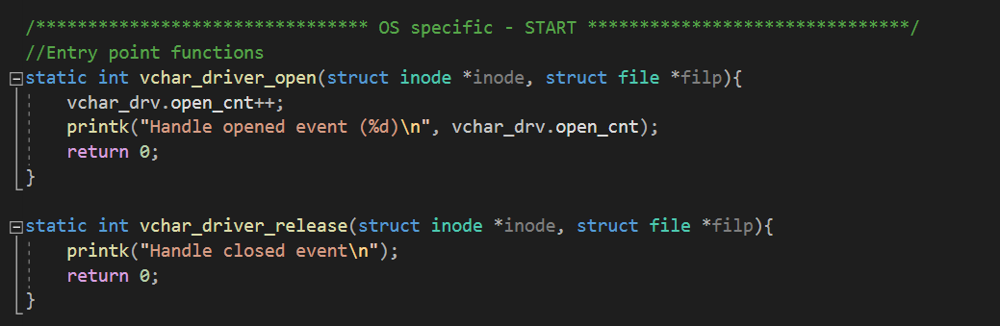 /******************************** OS specific - START *******************************/
//Entry point functions
static int vchar_driver_open(struct inode *inode, struct file *filp){
    vchar_drv.open_cnt++;
    printk("Handle opened event (%d)\n", vchar_drv.open_cnt);
    return 0;
}
static int vchar_driver_release(struct inode *inode, struct file *filp){
    printk("Handle closed event\n");
    return 0;
}